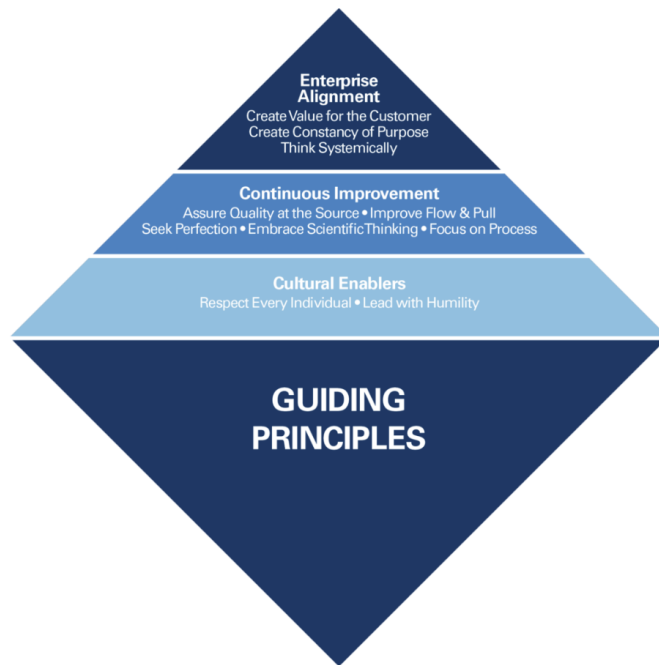 Enterprise
Alignment
Create Value for the Customer
Create Constancy of Purpose
Think Systemically
Continuous Improvement
Assure Quality at the Source • Improve Flow & Pull
Seek Perfection • Embrace Scientific Thinking • Focus on Process
Cultural Enablers
Respect Every Individual • Lead with Humility
GUIDING
PRINCIPLES